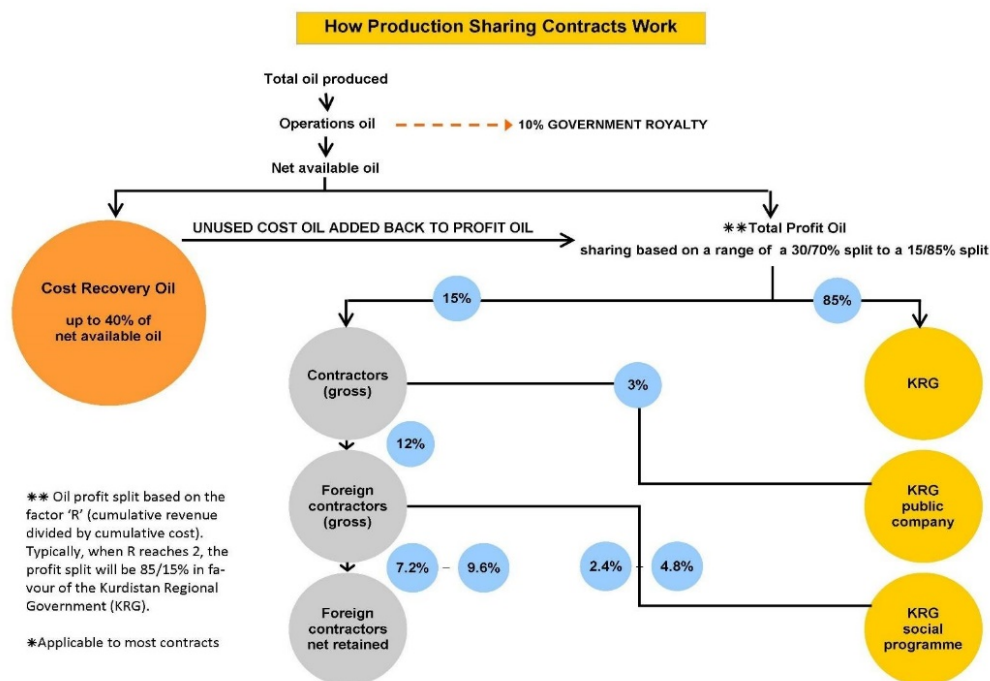 How Production Sharing Contracts Work
Total oil produced
Operations oil
10% GOVERNMENT ROYALTY
Net available oil
UNUSED COST OIL ADDED BACK TO PROFIT OIL
**Total Profit Oil
sharing based on a range of a 30/70% split to a 15/85% split
Cost Recovery Oil
up to 40% of
net available oil
15%
85%
Contractors
(gross)
3%
KRG
12%
Foreign
contractors
(gross)
KRG
public
company
7.2% – 9.6%
2.4% – 4.8%
Foreign
contractors
net retained
KRG
social
programme
** Oil profit split based on the
factor ‘R’ (cumulative revenue
divided by cumulative cost).
Typically, when R reaches 2, the
profit split will be 85/15% in fa-
vour of the Kurdistan Regional
Government (KRG).
*Applicable to most contracts